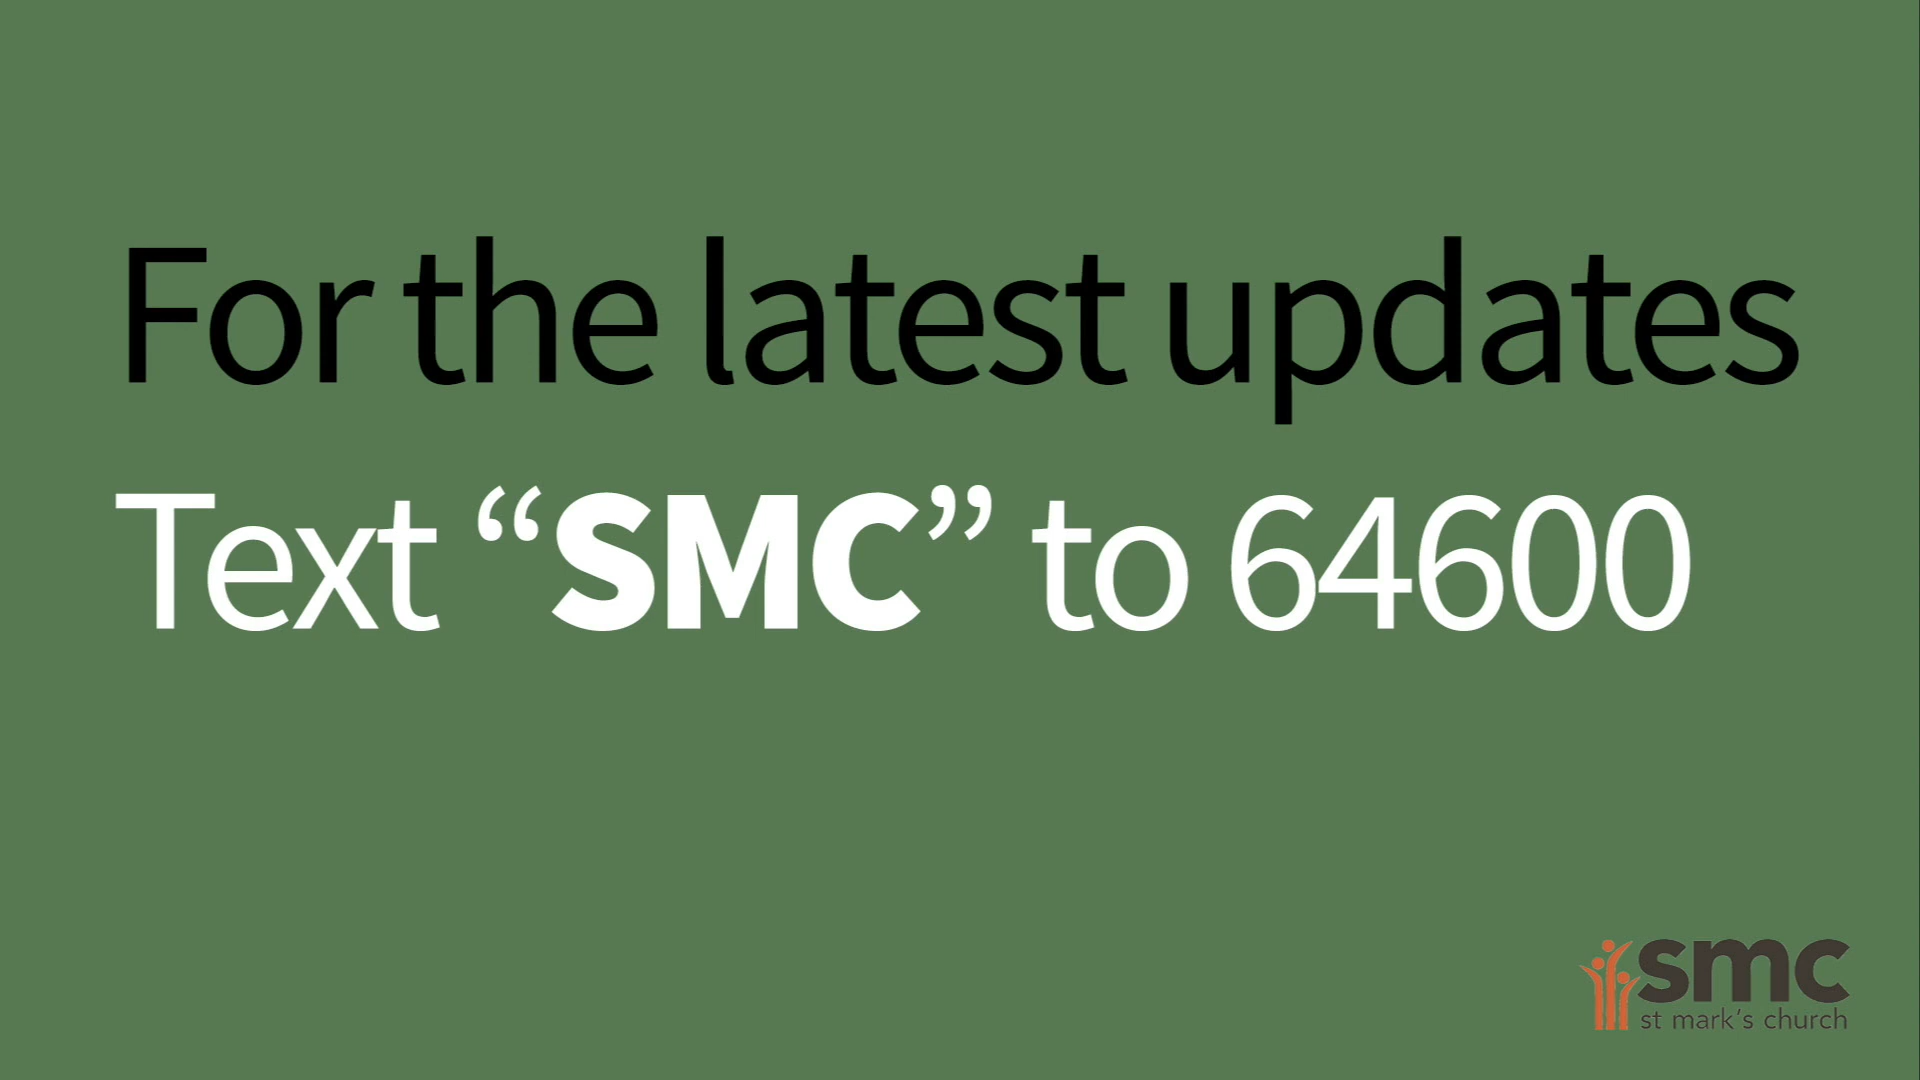 For the latest updates
Text “SMC” to 64600
smc
st mark's church